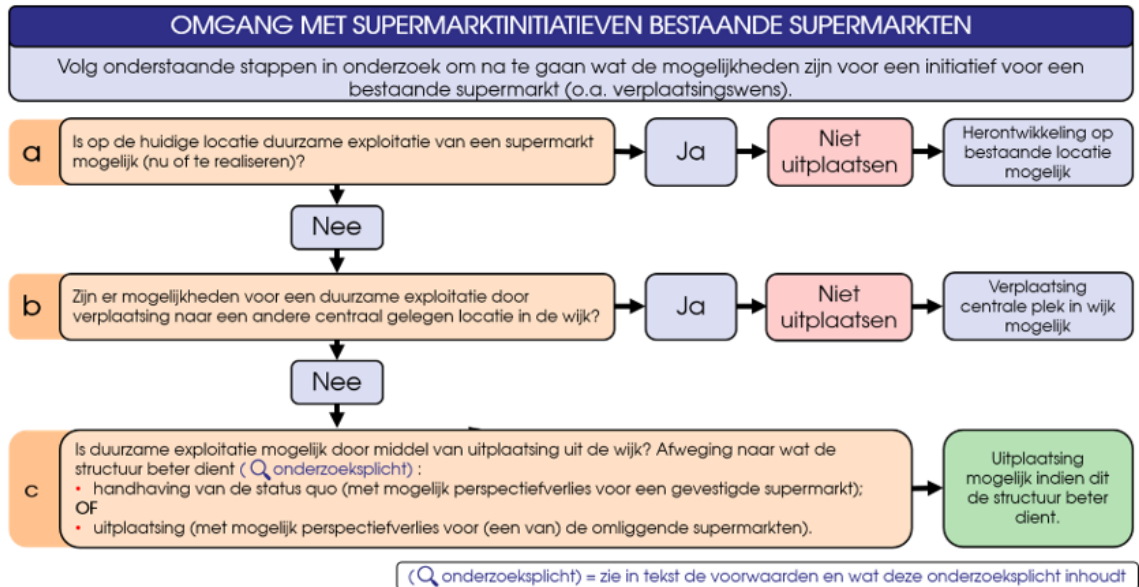 OMGANG MET SUPERMARKTINITIATIEVEN BESTAANDE SUPERMARKTEN
Volg onderstaande stappen in onderzoek om na te gaan wat de mogelijkheden zijn voor een initiatief voor een
bestaande supermarkt (o.a. verplaatsingswens).
a
Is op de huidige locatie duurzame exploitatie van een supermarkt
mogelijk (nu of te realiseren)?
Ja
Niet
uitplaatsen
Herontwikkeling op
bestaande locatie
mogelijk
Nee
b
Zijn er mogelijkheden voor een duurzame exploitatie door
verplaatsing naar een andere centraal gelegen locatie in de wijk?
Ja
Niet
uitplaatsen
Verplaatsing
centrale plek in wijk
mogelijk
Nee
c
Is duurzame exploitatie mogelijk door middel van uitplaatsing uit de wijk? Afweging naar wat de
structuur beter dient ( onderzoeksplicht) :
• handhaving van de status quo (met mogelijk perspectiefverlies voor een gevestigde supermarkt);
OF
• uitplaatsing (met mogelijk perspectiefverlies voor (een van) de omliggende supermarkten).
Uitplaatsing
mogelijk indien dit
de structuur beter
dient.
( onderzoeksplicht) = zie in tekst de voorwaarden en wat deze onderzoeksplicht inhoudt